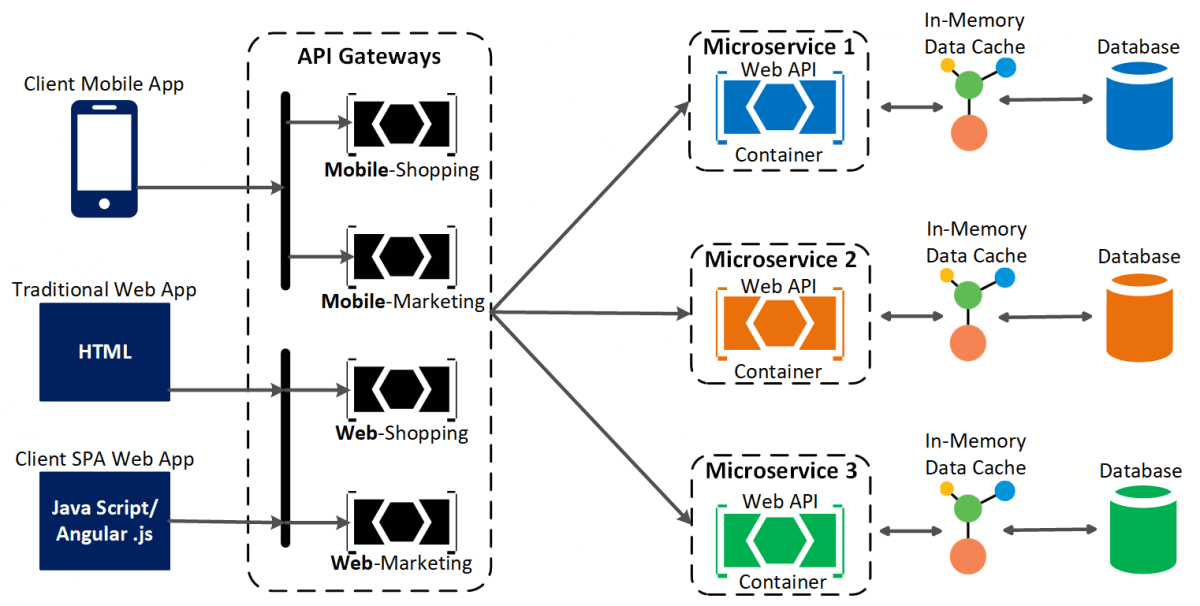 Client Mobile App
Traditional Web App
HTML
Client SPA Web App
Java Script/
Angular .js
API Gateways
Mobile-Shopping
Mobile-Marketing
Web-Shopping
Web-Marketing
Microservice 1
Web API
Container
In-Memory
Data Cache
Database
Microservice 2
Web API
Container
In-Memory
Data Cache
Database
Microservice 3
Web API
Container
In-Memory
Data Cache
Database